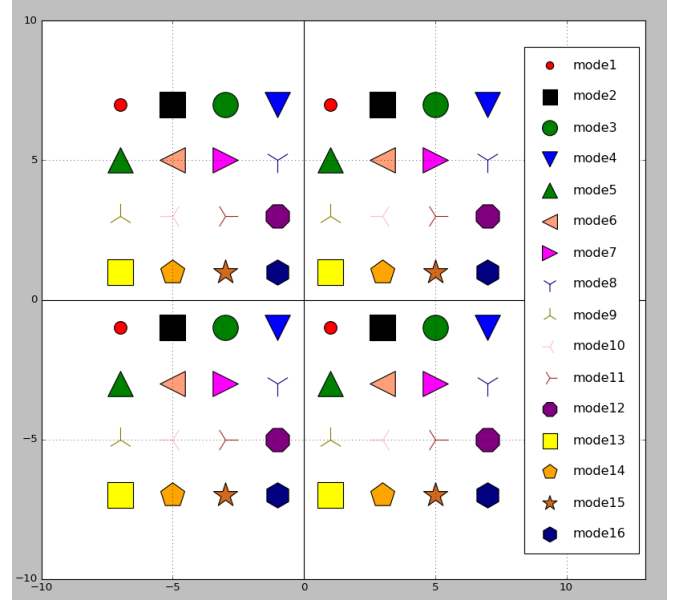 10
5
0
−5
−10
−10
−5
0
5
10
mode1
mode2
mode3
mode4
mode5
mode6
mode7
mode8
mode9
mode10
mode11
mode12
mode13
mode14
mode15
mode16